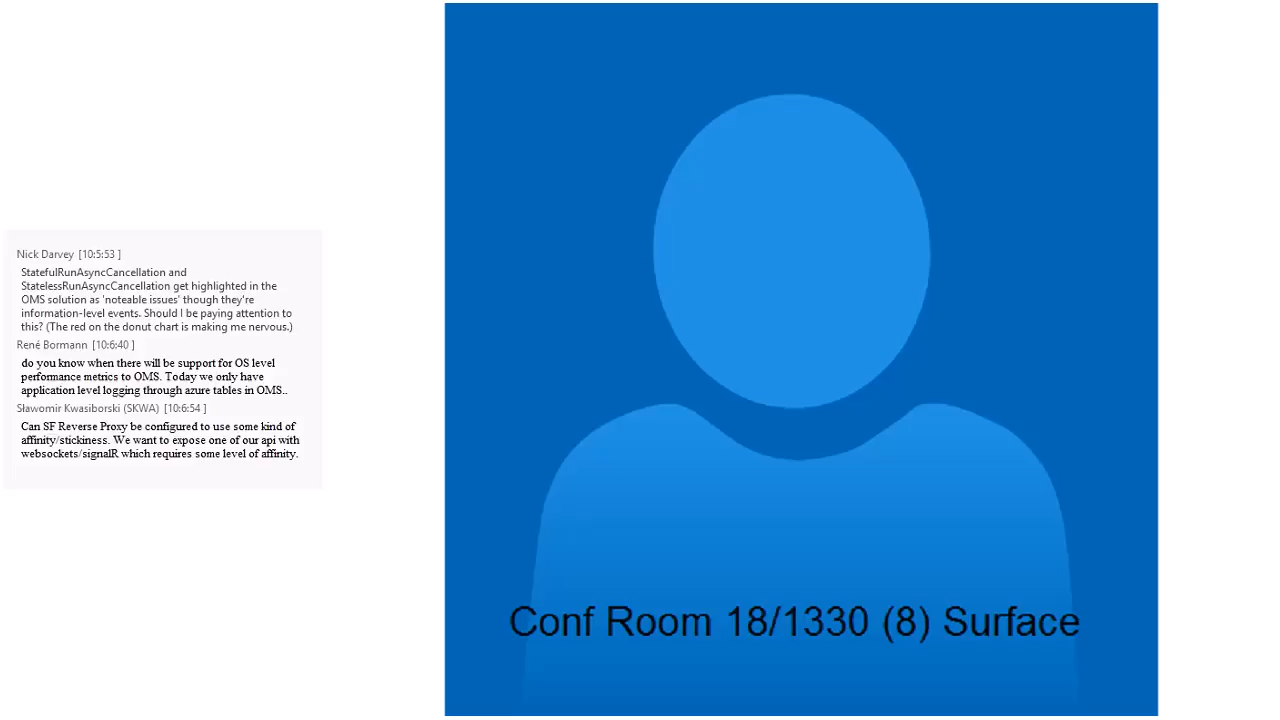 Nick Darvey [10:5:53 ]
StatefulRunAsyncCancellation and
StatelessRunAsyncCancellation get highlighted in the
OMS solution as 'noteable issues' though they're
information-level events. Should I be paying attention to
this? (The red on the donut chart is making me nervous.)
René Bormann [10:6:40 ]
do you know when there will be support for OS level
performance metrics to OMS. Today we only have
application level logging through azure tables in OMS..
Sławomir Kwasiborski (SKWA) [10:6:54 ]
Can SF Reverse Proxy be configured to use some kind of
affinity/stickiness. We want to expose one of our api with
websockets/signalR which requires some level of affinity.
Conf Room 18/1330 (8) Surface